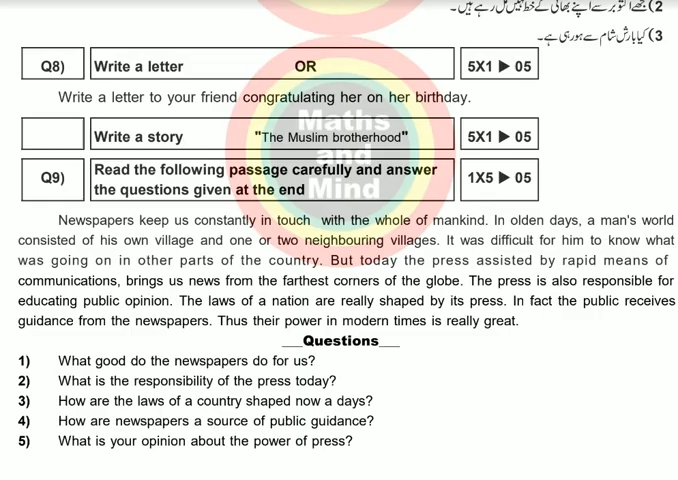 2) مجھے اکتوبر سے اپنے بھائی کے خط نہیں مل رہے ہیں۔
3) کیا بارش شام سے ہو رہی ہے۔
Q8) Write a letter OR 5X1 ▶ 05
Write a letter to your friend congratulating her on her birthday.
Write a story "The Muslim brotherhood" 5X1 ▶ 05
Q9) Read the following passage carefully and answer
the questions given at the end 1X5 ▶ 05
Maths
and
Mind
Newspapers keep us constantly in touch with the whole of mankind. In olden days, a man's world
consisted of his own village and one or two neighbouring villages. It was difficult for him to know what
was going on in other parts of the country. But today the press assisted by rapid means of
communications, brings us news from the farthest corners of the globe. The press is also responsible for
educating public opinion. The laws of a nation are really shaped by its press. In fact the public receives
guidance from the newspapers. Thus their power in modern times is really great.
___Questions___
1) What good do the newspapers do for us?
2) What is the responsibility of the press today?
3) How are the laws of a country shaped now a days?
4) How are newspapers a source of public guidance?
5) What is your opinion about the power of press?